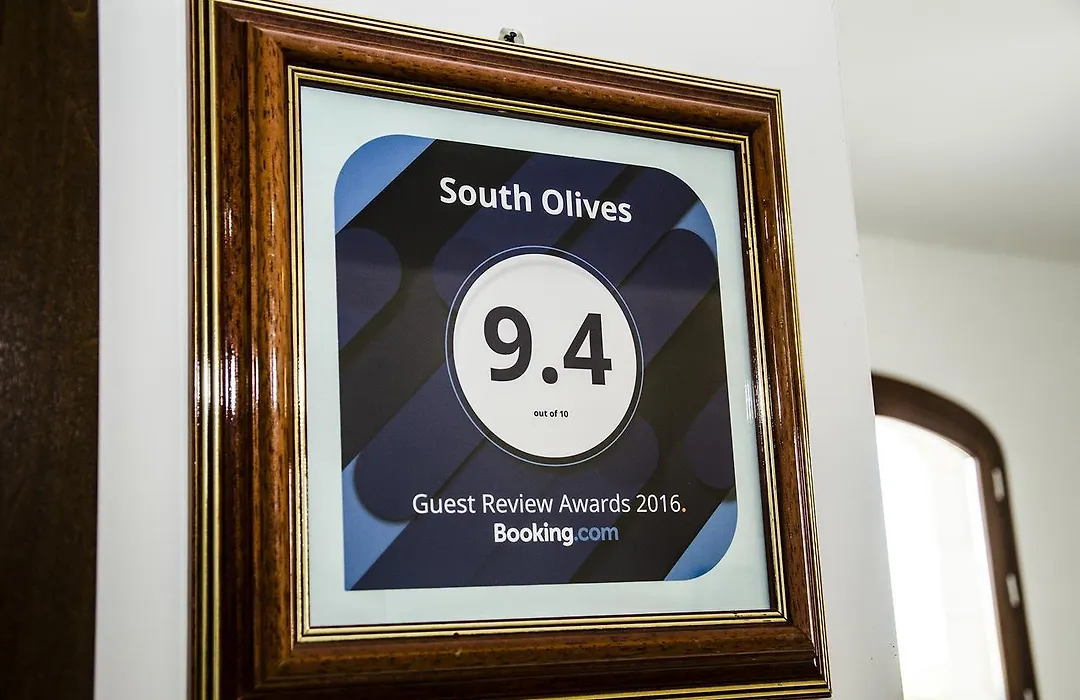 South Olives
9.4
out of 10
Guest Review Awards 2016.
Booking.com